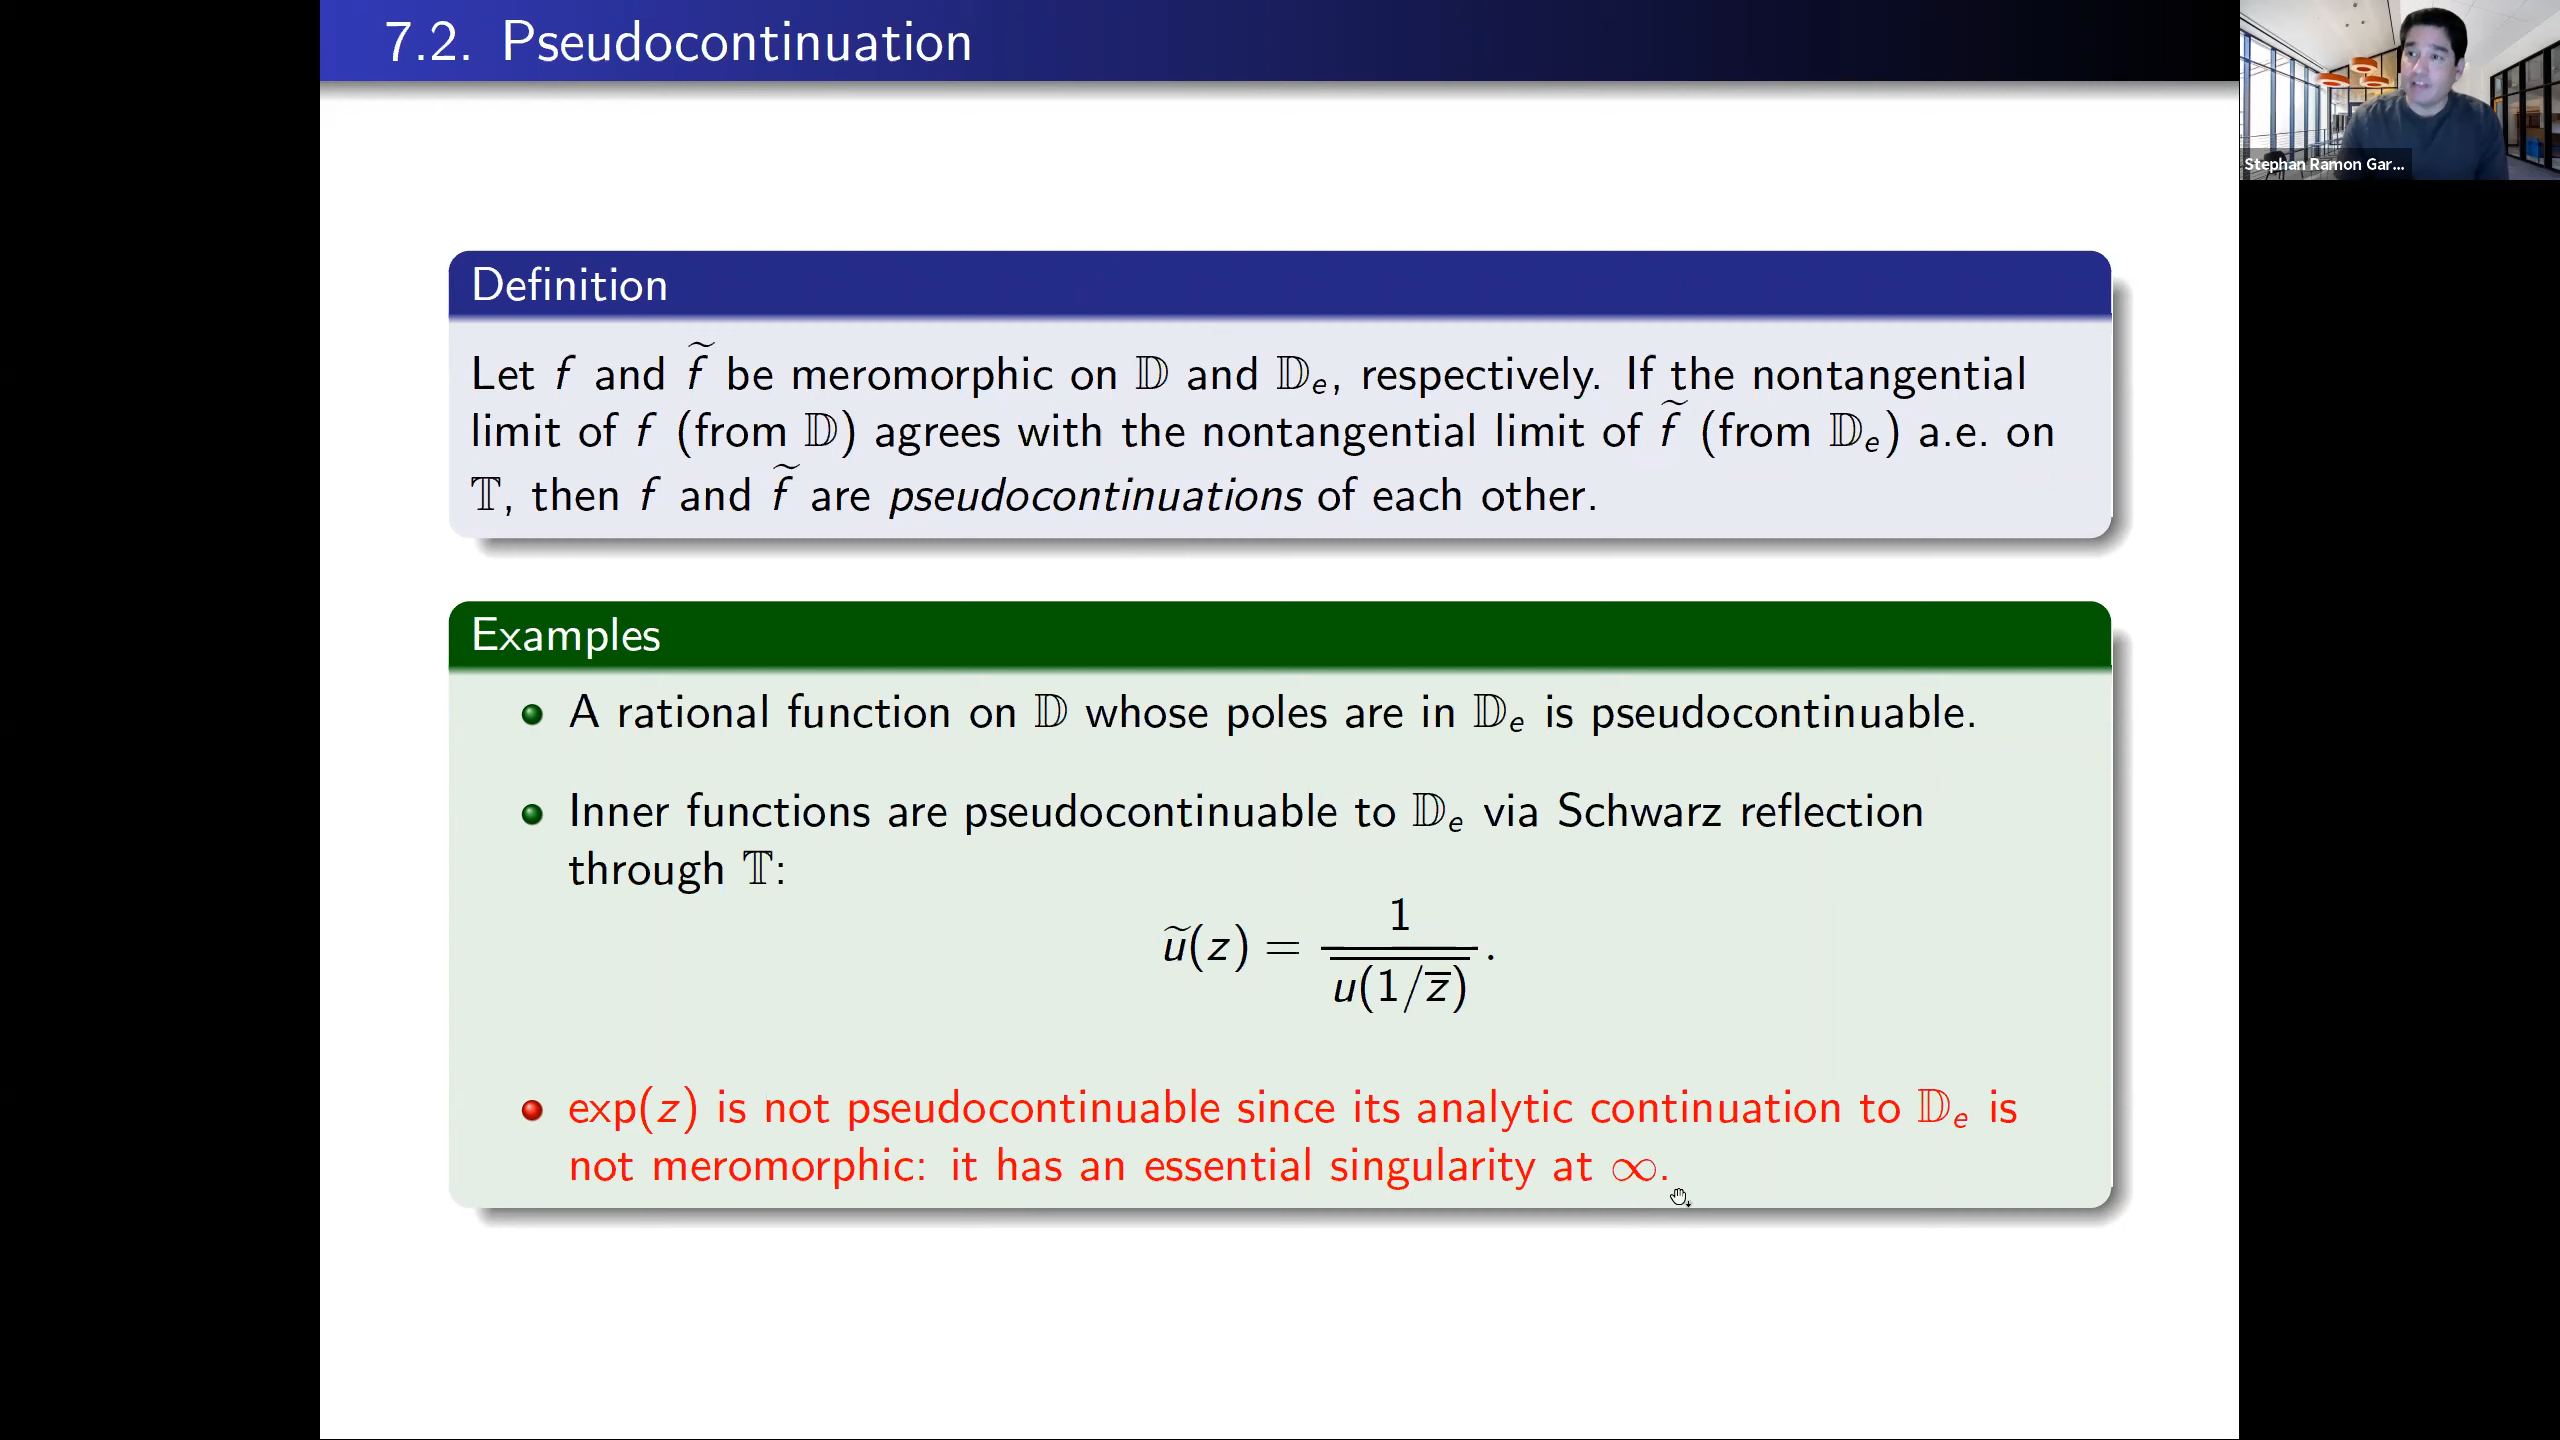 7.2. Pseudocontinuation
Stephan Ramon Gar...
Definition
Let f and f̃ be meromorphic on 𝔻 and 𝔻ₑ, respectively. If the nontangential
limit of f (from 𝔻) agrees with the nontangential limit of f̃ (from 𝔻ₑ) a.e. on
𝕋, then f and f̃ are pseudocontinuations of each other.
Examples
• A rational function on 𝔻 whose poles are in 𝔻ₑ is pseudocontinuable.
• Inner functions are pseudocontinuable to 𝔻ₑ via Schwarz reflection
through 𝕋:
$\widetilde{u}(z) = \frac{1}{\overline{u(1/\overline{z})}}.$
• exp(z) is not pseudocontinuable since its analytic continuation to 𝔻ₑ is
not meromorphic: it has an essential singularity at ∞.